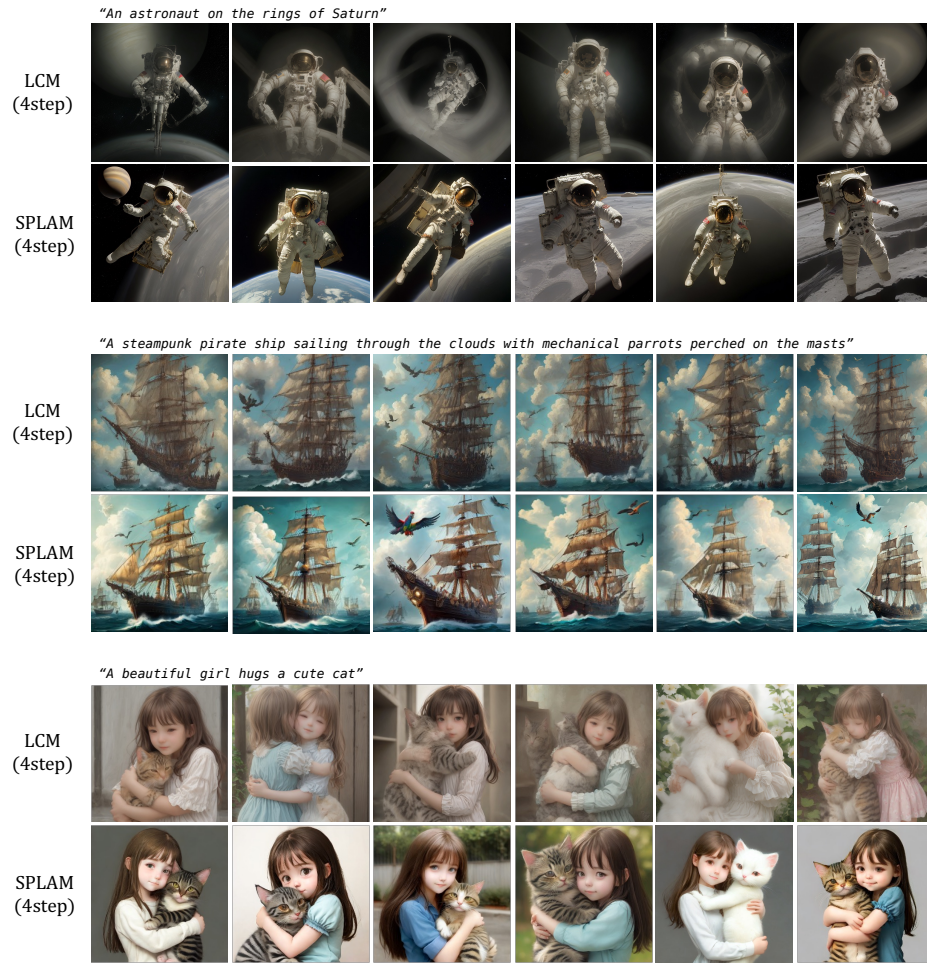 “An astronaut on the rings of Saturn”
LCM
(4step)
SPLAM
(4step)
“A steampunk pirate ship sailing through the clouds with mechanical parrots perched on the masts”
LCM
(4step)
SPLAM
(4step)
“A beautiful girl hugs a cute cat”
LCM
(4step)
SPLAM
(4step)